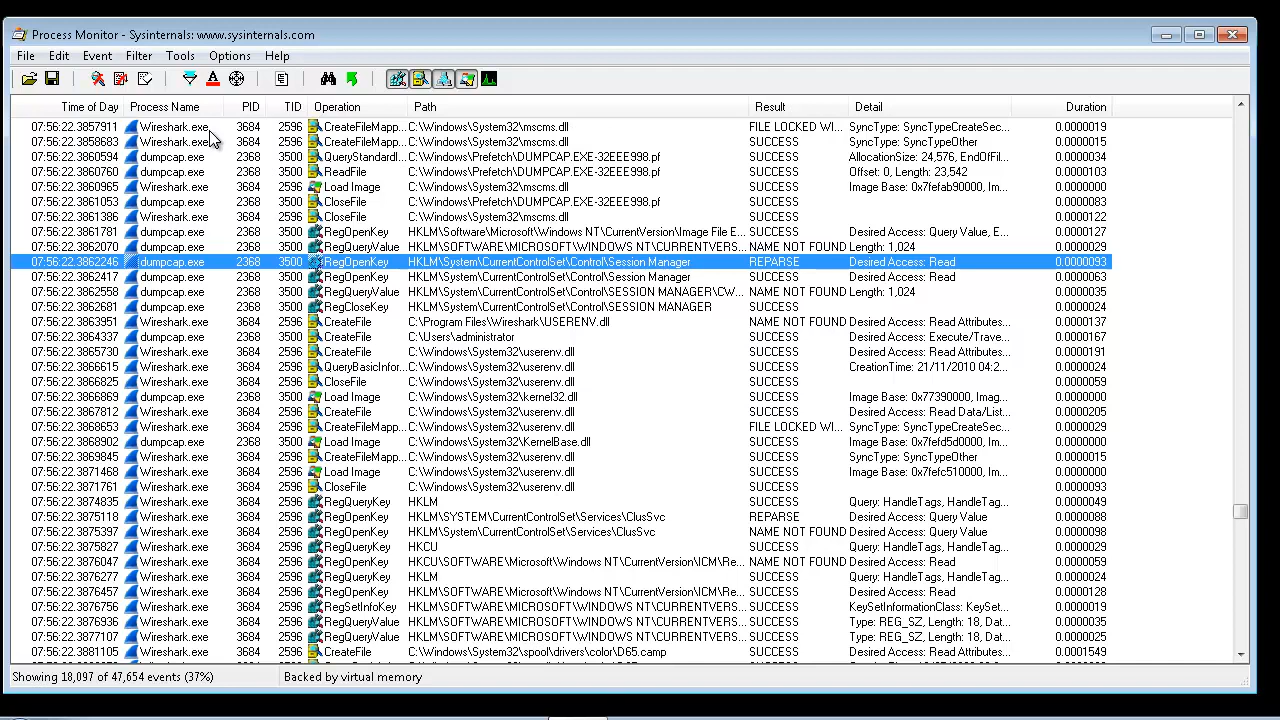 Process Monitor - Sysinternals: www.sysinternals.com
File Edit Event Filter Tools Options Help
Time of Day Process Name PID TID Operation Path Result Detail Duration
07:56:22.3857911 Wireshark.exe 3684 2596 CreateFileMapp... C:\Windows\System32\mscms.dll FILE LOCKED WI... SyncType: SyncTypeCreateSec... 0.0000019
07:56:22.3858683 Wireshark.exe 3684 2596 CreateFileMapp... C:\Windows\System32\mscms.dll SUCCESS SyncType: SyncTypeOther 0.0000015
07:56:22.3860594 dumpcap.exe 2368 3500 QueryStandardI... C:\Windows\Prefetch\DUMPCAP.EXE-32EEE998.pf SUCCESS AllocationSize: 24,576, EndOfFil... 0.0000034
07:56:22.3860760 dumpcap.exe 2368 3500 ReadFile C:\Windows\Prefetch\DUMPCAP.EXE-32EEE998.pf SUCCESS Offset: 0, Length: 23,542 0.0000103
07:56:22.3860965 Wireshark.exe 3684 2596 Load Image C:\Windows\System32\mscms.dll SUCCESS Image Base: 0x7fefab90000, Im... 0.0000000
07:56:22.3861053 dumpcap.exe 2368 3500 CloseFile C:\Windows\Prefetch\DUMPCAP.EXE-32EEE998.pf SUCCESS 0.0000083
07:56:22.3861386 Wireshark.exe 3684 2596 CloseFile C:\Windows\System32\mscms.dll SUCCESS 0.0000122
07:56:22.3861781 dumpcap.exe 2368 3500 RegOpenKey HKLM\Software\Microsoft\Windows NT\CurrentVersion\Image File E... SUCCESS Desired Access: Query Value, E... 0.0000127
07:56:22.3862070 dumpcap.exe 2368 3500 RegQueryValue HKLM\SOFTWARE\MICROSOFT\WINDOWS NT\CURRENTVERS... NAME NOT FOUND Length: 1,024 0.0000029
07:56:22.3862246 dumpcap.exe 2368 3500 RegOpenKey HKLM\System\CurrentControlSet\Control\Session Manager REPARSE Desired Access: Read 0.0000093
07:56:22.3862417 dumpcap.exe 2368 3500 RegOpenKey HKLM\System\CurrentControlSet\Control\Session Manager SUCCESS Desired Access: Read 0.0000063
07:56:22.3862558 dumpcap.exe 2368 3500 RegQueryValue HKLM\System\CurrentControlSet\Control\SESSION MANAGER\CW... NAME NOT FOUND Length: 1,024 0.0000035
07:56:22.3862681 dumpcap.exe 2368 3500 RegCloseKey HKLM\System\CurrentControlSet\Control\SESSION MANAGER SUCCESS 0.0000024
07:56:22.3863951 Wireshark.exe 3684 2596 CreateFile C:\Program Files\Wireshark\USERENV.dll NAME NOT FOUND Desired Access: Read Attributes... 0.0000137
07:56:22.3864337 dumpcap.exe 2368 3500 CreateFile C:\Users\administrator SUCCESS Desired Access: Execute/Trave... 0.0000167
07:56:22.3865730 Wireshark.exe 3684 2596 CreateFile C:\Windows\System32\userenv.dll SUCCESS Desired Access: Read Attributes... 0.0000191
07:56:22.3866615 Wireshark.exe 3684 2596 QueryBasicInfor... C:\Windows\System32\userenv.dll SUCCESS CreationTime: 21/11/2010 04:2... 0.0000024
07:56:22.3866825 Wireshark.exe 3684 2596 CloseFile C:\Windows\System32\userenv.dll SUCCESS 0.0000059
07:56:22.3866869 dumpcap.exe 2368 3500 Load Image C:\Windows\System32\kernel32.dll SUCCESS Image Base: 0x77390000, Imag... 0.0000000
07:56:22.3867812 Wireshark.exe 3684 2596 CreateFile C:\Windows\System32\userenv.dll SUCCESS Desired Access: Read Data/List... 0.0000205
07:56:22.3868653 Wireshark.exe 3684 2596 CreateFileMapp... C:\Windows\System32\userenv.dll FILE LOCKED WI... SyncType: SyncTypeCreateSec... 0.0000019
07:56:22.3868902 dumpcap.exe 2368 3500 Load Image C:\Windows\System32\KernelBase.dll SUCCESS Image Base: 0x7fefd5d0000, Im... 0.0000000
07:56:22.3869845 Wireshark.exe 3684 2596 CreateFileMapp... C:\Windows\System32\userenv.dll SUCCESS SyncType: SyncTypeOther 0.0000015
07:56:22.3871468 Wireshark.exe 3684 2596 Load Image C:\Windows\System32\userenv.dll SUCCESS Image Base: 0x7fefc510000, Im... 0.0000000
07:56:22.3871761 Wireshark.exe 3684 2596 CloseFile C:\Windows\System32\userenv.dll SUCCESS 0.0000093
07:56:22.3874835 Wireshark.exe 3684 2596 RegQueryKey HKLM SUCCESS Query: HandleTags, HandleTag... 0.0000049
07:56:22.3875118 Wireshark.exe 3684 2596 RegOpenKey HKLM\SYSTEM\CurrentControlSet\Services\ClusSvc REPARSE Desired Access: Query Value 0.0000088
07:56:22.3875397 Wireshark.exe 3684 2596 RegOpenKey HKLM\System\CurrentControlSet\Services\ClusSvc NAME NOT FOUND Desired Access: Query Value 0.0000098
07:56:22.3875827 Wireshark.exe 3684 2596 RegQueryKey HKCU SUCCESS Query: HandleTags, HandleTag... 0.0000029
07:56:22.3876047 Wireshark.exe 3684 2596 RegOpenKey HKCU\SOFTWARE\Microsoft\Windows NT\CurrentVersion\ICM\Re... NAME NOT FOUND Desired Access: Read 0.0000059
07:56:22.3876277 Wireshark.exe 3684 2596 RegQueryKey HKLM SUCCESS Query: HandleTags, HandleTag... 0.0000024
07:56:22.3876457 Wireshark.exe 3684 2596 RegOpenKey HKLM\SOFTWARE\Microsoft\Windows NT\CurrentVersion\ICM\Re... SUCCESS Desired Access: Read 0.0000128
07:56:22.3876756 Wireshark.exe 3684 2596 RegSetInfoKey HKLM\SOFTWARE\MICROSOFT\WINDOWS NT\CURRENTVERS... SUCCESS KeySetInformationClass: KeySet... 0.0000019
07:56:22.3876936 Wireshark.exe 3684 2596 RegQueryValue HKLM\SOFTWARE\MICROSOFT\WINDOWS NT\CURRENTVERS... SUCCESS Type: REG_SZ, Length: 18, Dat... 0.0000035
07:56:22.3877107 Wireshark.exe 3684 2596 RegQueryValue HKLM\SOFTWARE\MICROSOFT\WINDOWS NT\CURRENTVERS... SUCCESS Type: REG_SZ, Length: 18, Dat... 0.0000025
07:56:22.3881105 Wireshark.exe 3684 2596 CreateFile C:\Windows\System32\spool\drivers\color\D65.camp SUCCESS Desired Access: Read Attributes... 0.0001549
Showing 18,097 of 47,654 events (37%) Backed by virtual memory